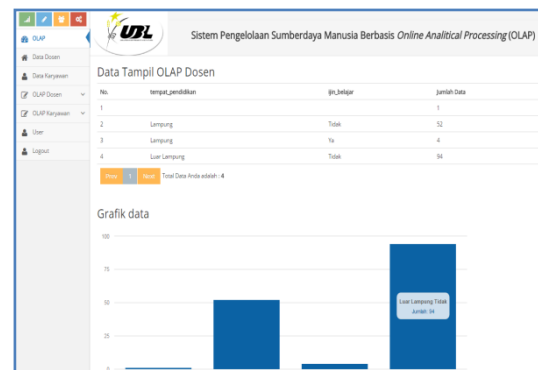 UBL
Sistem Pengelolaan Sumberdaya Manusia Berbasis Online Analitical Processing (OLAP)
OLAP
Data Dosen
Data Karyawan
OLAP Dosen
OLAP Karyawan
User
Logout
Data Tampil OLAP Dosen
No. tempat_pendidikan ijin_belajar Jumlah Data
1 1
2 Lampung Tidak 52
3 Lampung Ya 4
4 Luar Lampung Tidak 94
Prev 1 Next Total Data Anda adalah : 4
Grafik data
100
75
50
25
0
Luar Lampung Tidak
Jumlah: 94